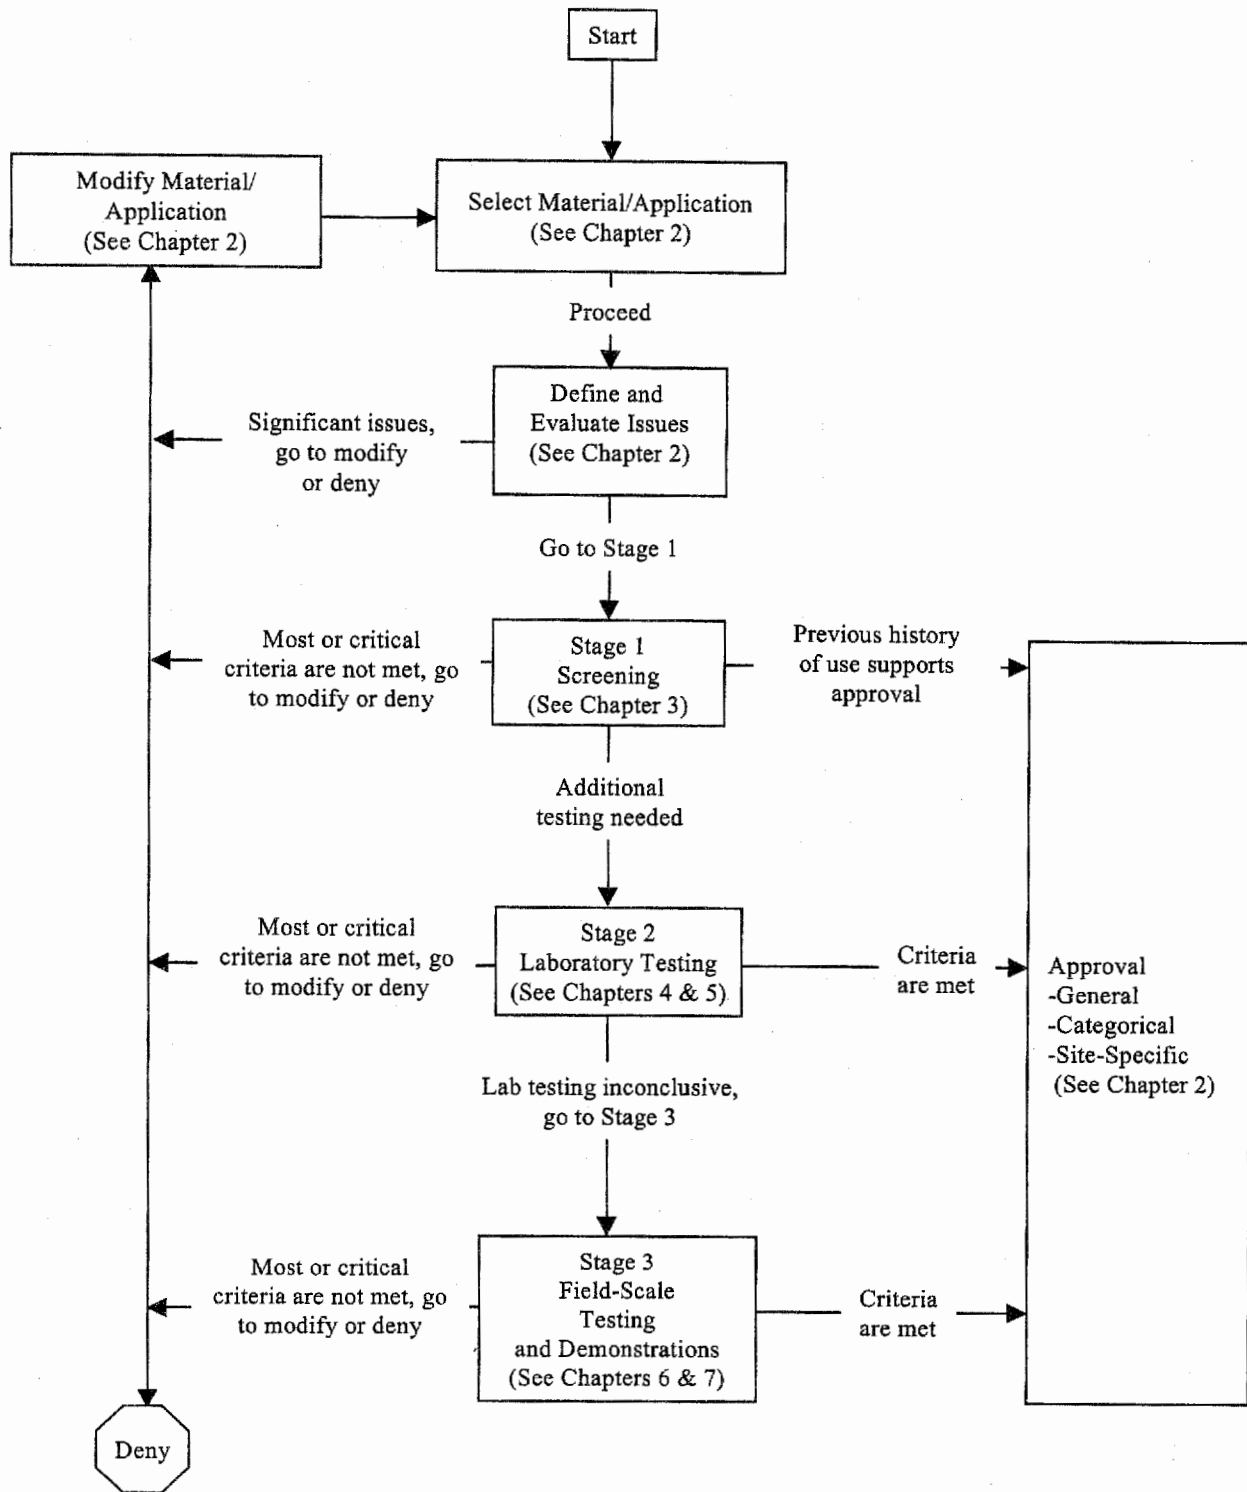 Start
Modify Material/
Application
(See Chapter 2)
Select Material/Application
(See Chapter 2)
Proceed
Define and
Evaluate Issues
(See Chapter 2)
Significant issues,
go to modify
or deny
Go to Stage 1
Most or critical
criteria are not met, go
to modify or deny
Stage 1
Screening
(See Chapter 3)
Previous history
of use supports
approval
Additional
testing needed
Most or critical
criteria are not met, go
to modify or deny
Stage 2
Laboratory Testing
(See Chapters 4 & 5)
Criteria
are met
Approval
-General
-Categorical
-Site-Specific
(See Chapter 2)
Lab testing inconclusive,
go to Stage 3
Most or critical
criteria are not met, go
to modify or deny
Stage 3
Field-Scale
Testing
and Demonstrations
(See Chapters 6 & 7)
Criteria
are met
Deny